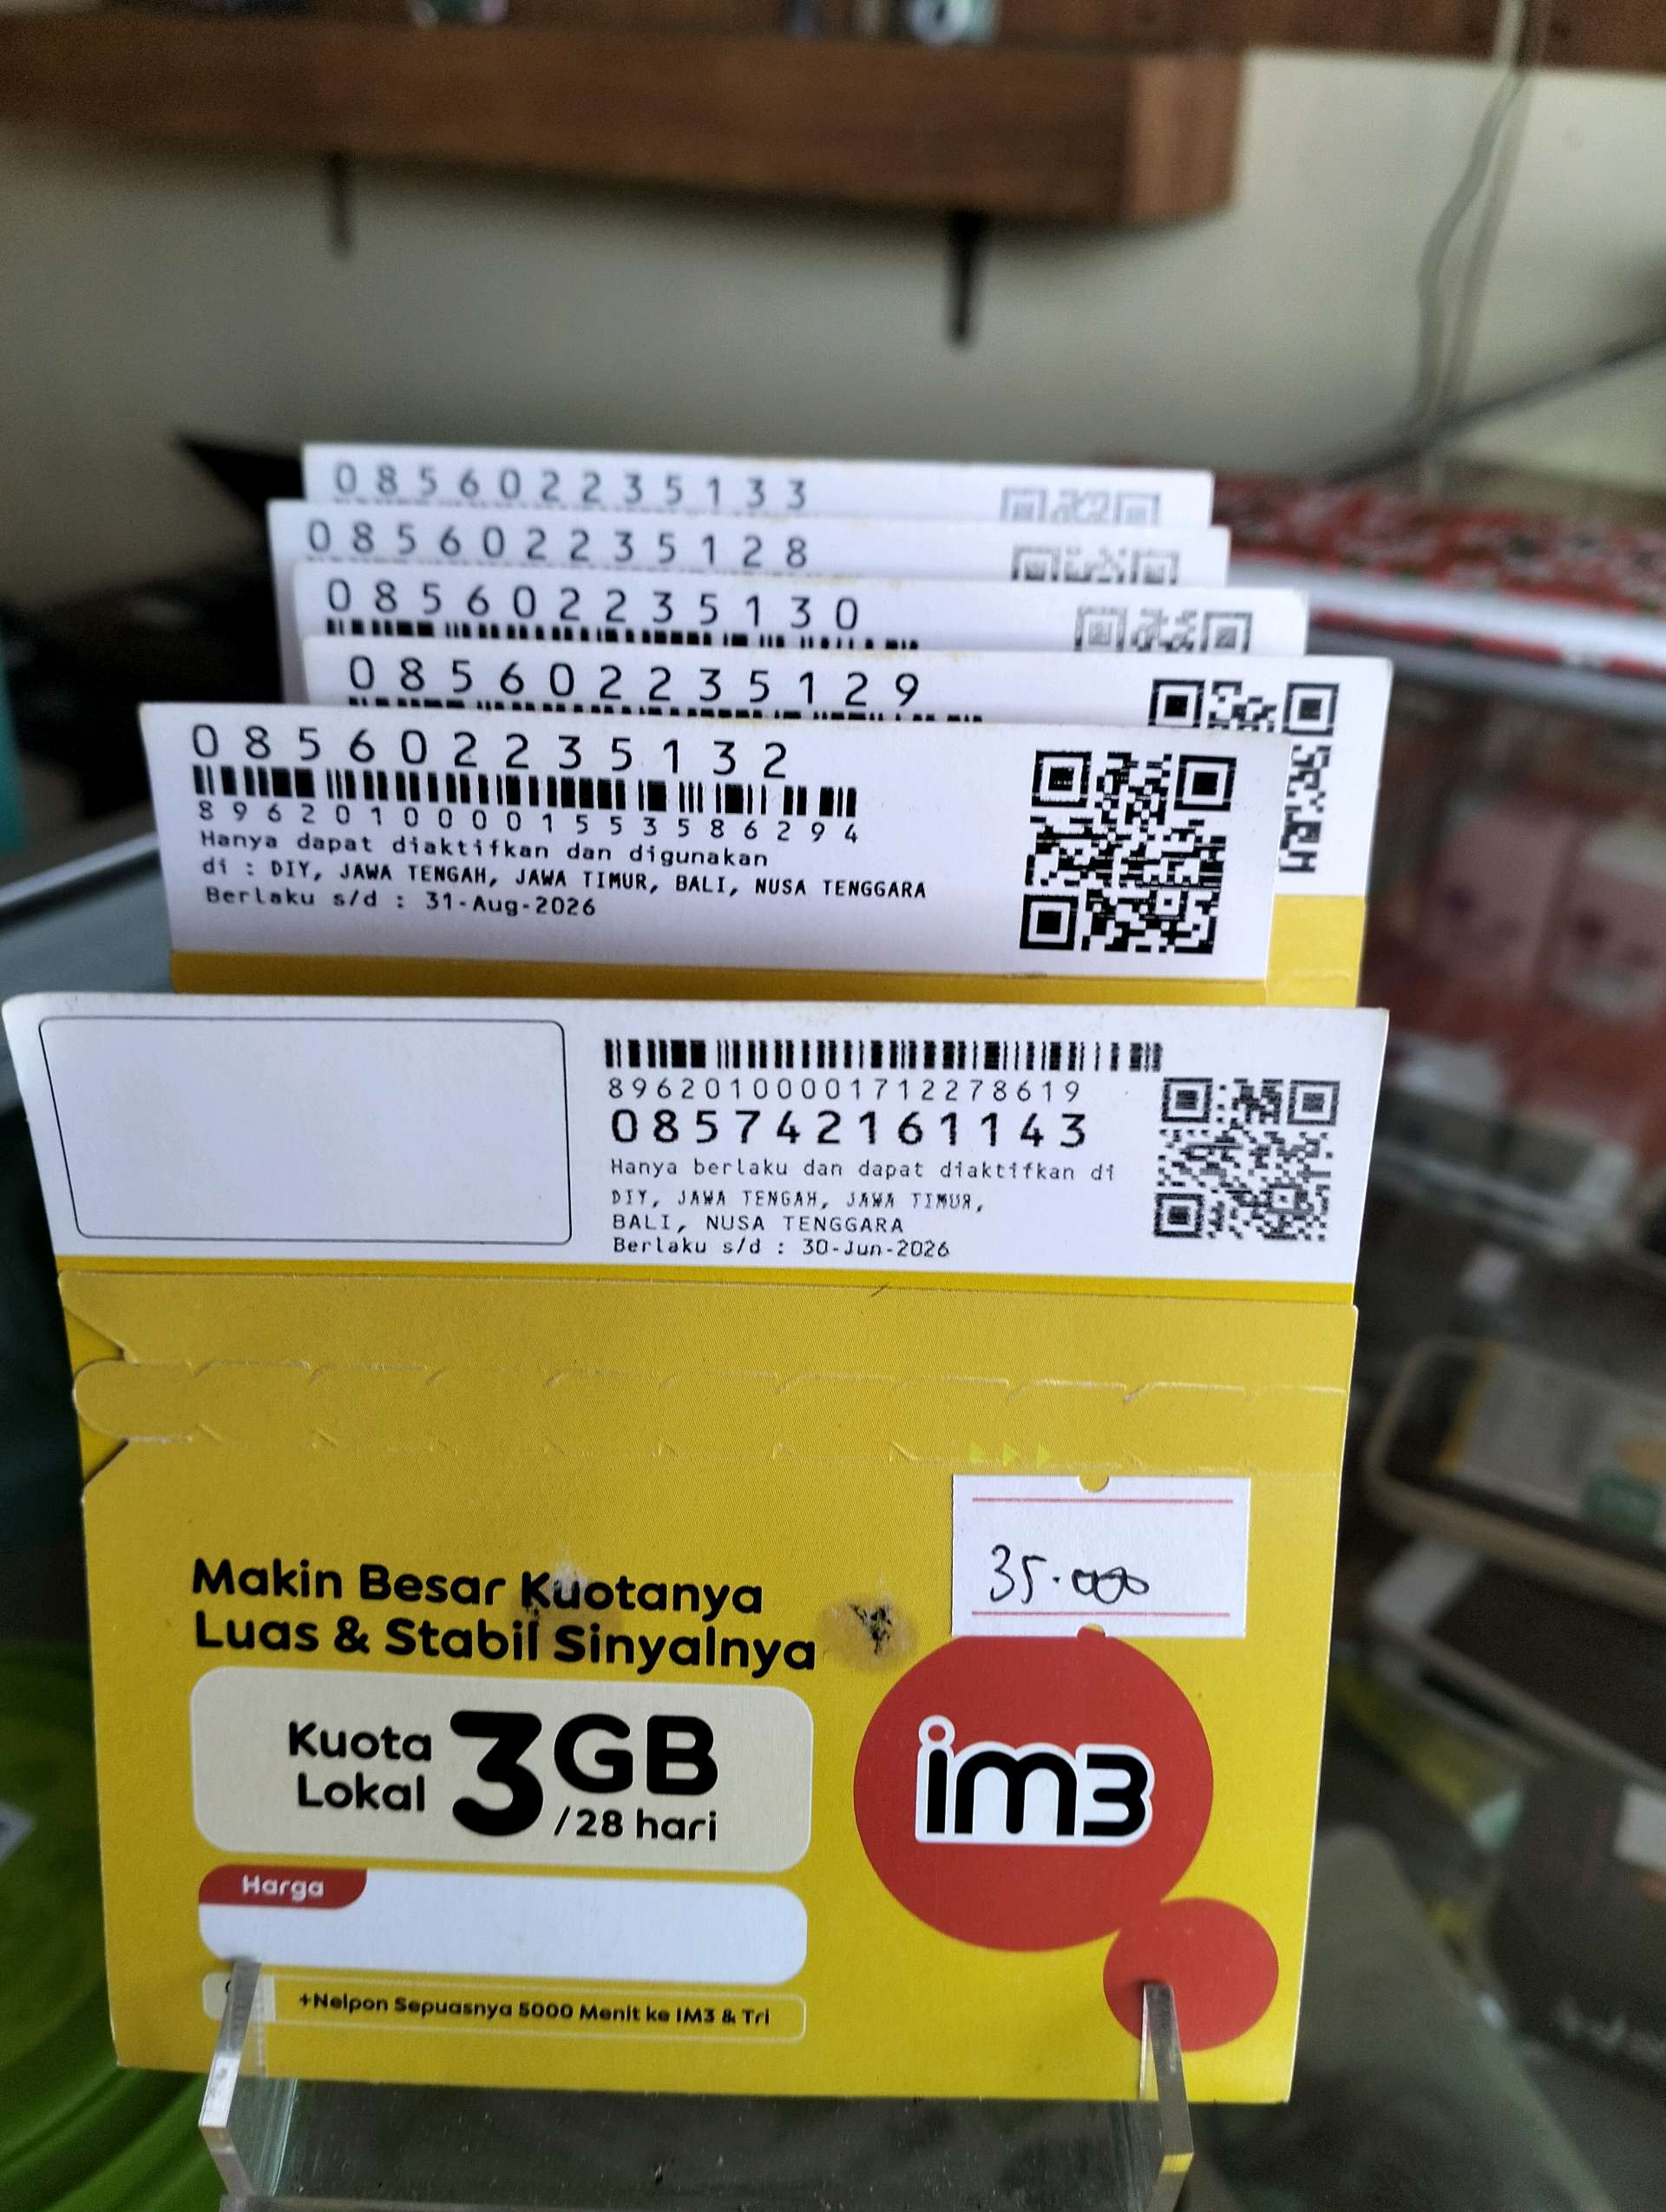 085602235133
085602235128
085602235130
085602235129
085602235132
8962010000155358629 4
Hanya dapat diaktifkan dan digunakan
di : DIY, JAWA TENGAH, JAWA TIMUR, BALI, NUSA TENGGARA
Berlaku s/d : 31-Aug-2026
89620100001712278619
085742161143
Hanya berlaku dan dapat diaktifkan di
DIY, JAWA TENGAH, JAWA TIMUR,
BALI, NUSA TENGGARA
Berlaku s/d : 30-Jun-2026
35.000
Makin Besar Kuotanya
Luas & Stabil Sinyalnya
Kuota Lokal 3GB
/28 hari
im3
Harga
+Nelpon Sepuasnya 5000 Menit ke IM3 & Tri